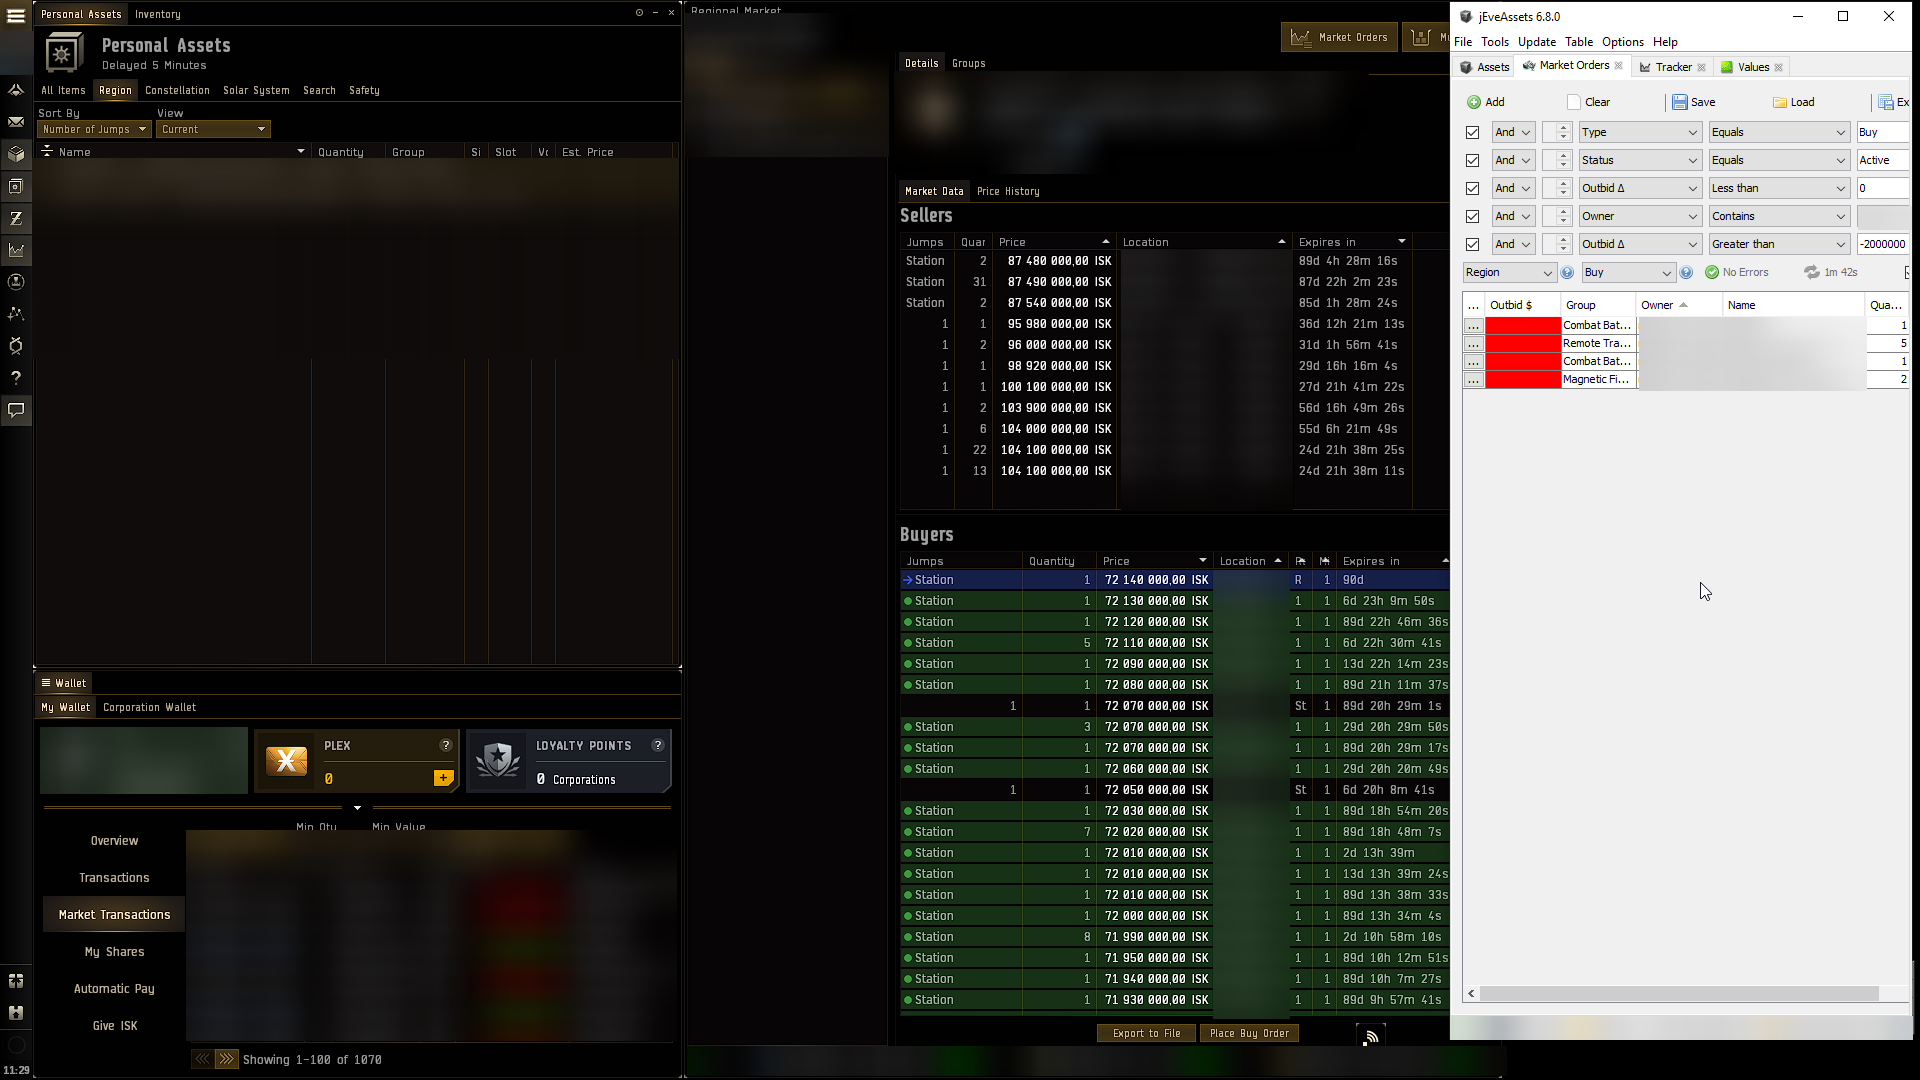 Personal Assets Inventory
Personal Assets
Delayed 5 Minutes
All Items Region Constellation Solar System Search Safety
Sort By View
Number of Jumps Current
Name Quantity Group Si Slot Vo Est. Price
Wallet
My Wallet Corporation Wallet
PLEX ?
0 +
LOYALTY POINTS ?
0 Corporations
Min Qty Min Value
Overview
Transactions
Market Transactions
My Shares
Automatic Pay
Give ISK
Showing 1-100 of 1070
11:29
Regional Market
Market Orders
Details Groups
Market Data Price History
Sellers
Jumps Quar Price Location Expires in
Station 2 87 480 000,00 ISK 89d 4h 28m 16s
Station 31 87 490 000,00 ISK 87d 22h 2m 23s
Station 2 87 540 000,00 ISK 85d 1h 28m 24s
1 1 95 980 000,00 ISK 36d 12h 21m 13s
1 2 96 000 000,00 ISK 31d 1h 56m 41s
1 1 98 920 000,00 ISK 29d 16h 16m 4s
1 1 100 100 000,00 ISK 27d 21h 41m 22s
1 2 103 900 000,00 ISK 56d 16h 49m 26s
1 6 104 000 000,00 ISK 55d 6h 21m 49s
1 22 104 100 000,00 ISK 24d 21h 38m 25s
1 13 104 100 000,00 ISK 24d 21h 38m 11s
Buyers
Jumps Quantity Price Location Expires in
Station 1 72 140 000,00 ISK R 1 90d
Station 1 72 130 000,00 ISK 1 1 6d 23h 9m 50s
Station 1 72 120 000,00 ISK 1 1 89d 22h 46m 36s
Station 5 72 110 000,00 ISK 1 1 6d 22h 30m 41s
Station 1 72 090 000,00 ISK 1 1 13d 22h 14m 23s
Station 1 72 080 000,00 ISK 1 1 89d 21h 11m 37s
1 1 72 070 000,00 ISK St 1 89d 20h 29m 1s
Station 3 72 070 000,00 ISK 1 1 29d 20h 29m 50s
Station 1 72 070 000,00 ISK 1 1 89d 20h 29m 17s
Station 1 72 060 000,00 ISK 1 1 29d 20h 20m 49s
1 1 72 050 000,00 ISK St 1 6d 20h 8m 41s
Station 1 72 030 000,00 ISK 1 1 89d 18h 54m 20s
Station 7 72 020 000,00 ISK 1 1 89d 18h 48m 7s
Station 1 72 010 000,00 ISK 1 1 2d 13h 39m
Station 1 72 010 000,00 ISK 1 1 13d 13h 39m 24s
Station 1 72 010 000,00 ISK 1 1 89d 13h 38m 33s
Station 1 72 000 000,00 ISK 1 1 89d 13h 34m 4s
Station 8 71 990 000,00 ISK 1 1 2d 10h 58m 10s
Station 1 71 950 000,00 ISK 1 1 89d 10h 12m 51s
Station 1 71 940 000,00 ISK 1 1 89d 10h 7m 27s
Station 1 71 930 000,00 ISK 1 1 89d 9h 57m 41s
Export to File Place Buy Order
jEveAssets 6.8.0
File Tools Update Table Options Help
Assets Market Orders Tracker Values
Add Clear Save Load Ex
And Type Equals Buy
And Status Equals Active
And Outbid Δ Less than 0
And Owner Contains
And Outbid Δ Greater than -2000000
Region Buy No Errors 1m 42s
... Outbid $ Group Owner Name Qua...
... Combat Bat... 1
... Remote Tra... 5
... Combat Bat... 1
... Magnetic Fi... 2